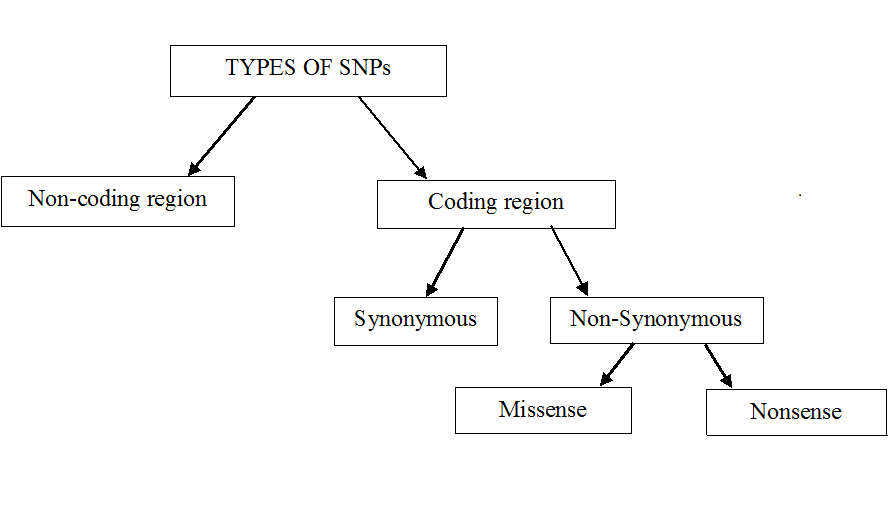 TYPES OF SNPs
Non-coding region
Coding region
Synonymous
Non-Synonymous
Missense
Nonsense